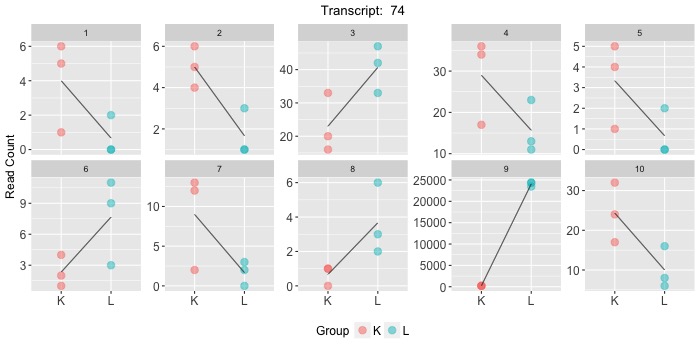 Transcript: 74
1 2 3 4 5
6 6 40 30 5
4 4 30 20 4
2 2 20 10 3
0 2
1
0
Read Count
6 7 8 9 10
9 10 6 25000 30
6 5 4 20000 20
3 0 2 15000 10
0 10000
5000
0
K L K L K L K L K L
Group K L